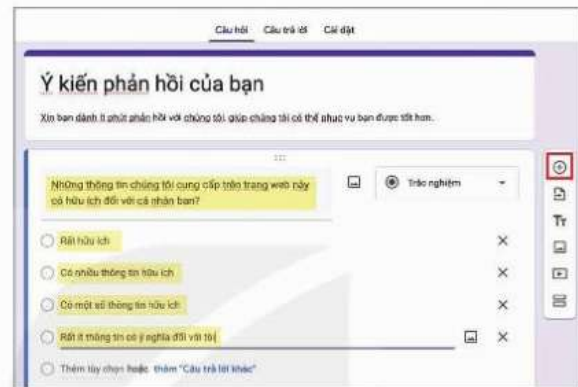 Câu hỏi Câu trả lời Cài đặt
Ý kiến phản hồi của bạn
Xin bạn dành ít phút phản hồi với chúng tôi, giúp chúng tôi có thể phục vụ bạn được tốt hơn.
Những thông tin chúng tôi cung cấp trên trang web này
có hữu ích đối với cá nhân bạn?
Trắc nghiệm
Rất hữu ích
Có nhiều thông tin hữu ích
Có một số thông tin hữu ích
Rất ít thông tin có ý nghĩa đối với tôi
Thêm tùy chọn hoặc thêm "Câu trả lời khác"
Tт